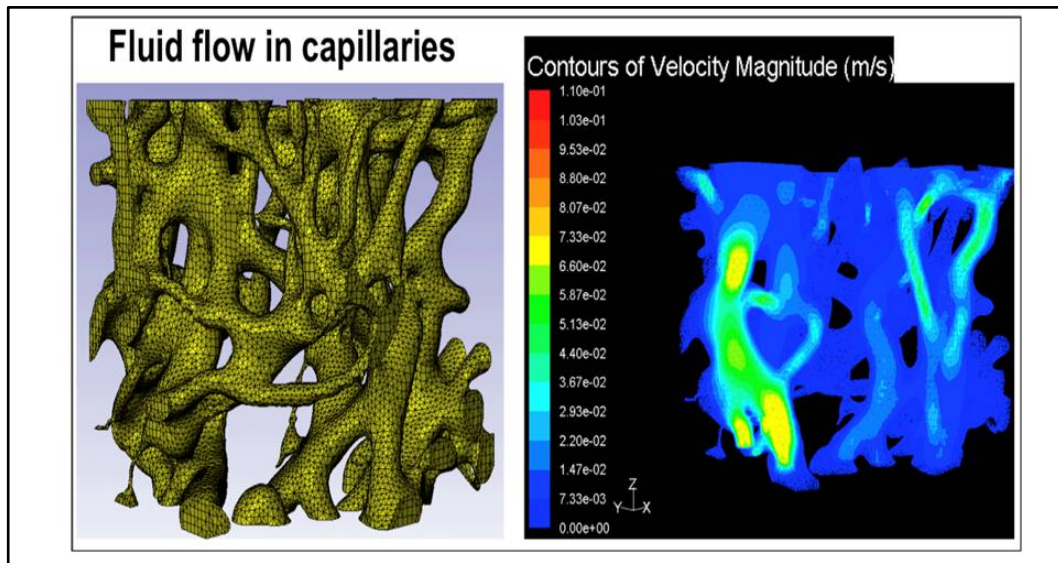 Fluid flow in capillaries
Contours of Velocity Magnitude (m/s)
1.10e-01
1.03e-01
9.53e-02
8.80e-02
8.07e-02
7.33e-02
6.60e-02
5.87e-02
5.13e-02
4.40e-02
3.67e-02
2.93e-02
2.20e-02
1.47e-02
7.33e-03
0.00e+00
Z
Y X